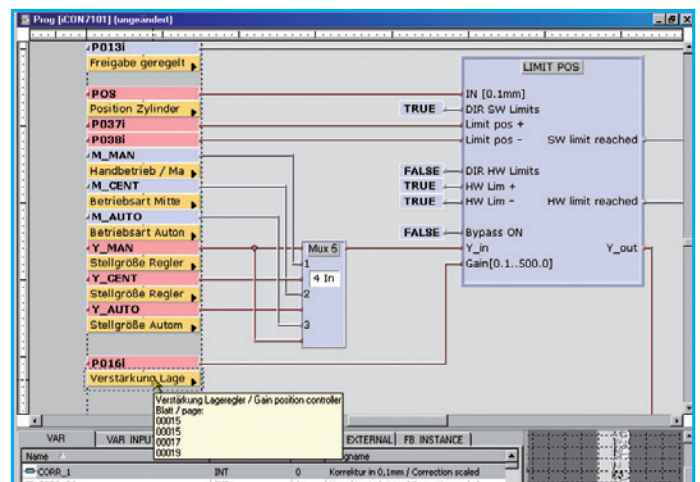 Prog [iCON7101] (ungeändert)
P013i
Freigabe geregelt
POS
Position Zylinder
P037i
P038i
M_MAN
Handbetrieb / Ma
M_CENT
Betriebsart Mitte
M_AUTO
Betriebsart Auton
Y_MAN
Stellgröße Regler
Y_CENT
Stellgröße Regler
Y_AUTO
Stellgröße Autom
P016i
Verstärkung Lage
Mux 5
1
4 In
2
3
LIMIT POS
IN [0.1mm]
TRUE DIR SW Limits
Limit pos +
Limit pos - SW limit reached
FALSE DIR HW Limits
TRUE HW Lim +
TRUE HW Lim - HW limit reached
FALSE Bypass ON
Y_in Y_out
Gain[0.1..500.0]
Verstärkung Lageregler / Gain position controller
Blatt / page:
00015
00015
00017
00019
VAR VAR INPU EXTERNAL FB INSTANCE
Name gname
CORR_1 INT 0 Korrektur in 0,1mm / Correction scaled